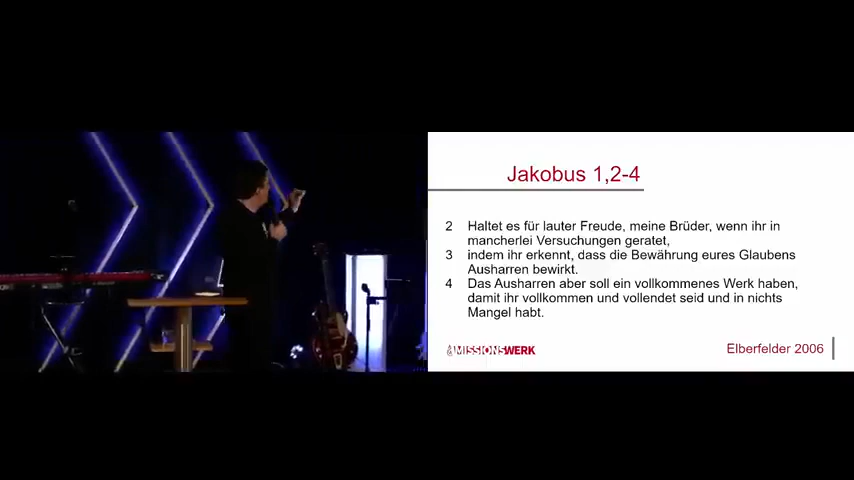 Jakobus 1,2-4
2 Haltet es für lauter Freude, meine Brüder, wenn ihr in
mancherlei Versuchungen geratet,
3 indem ihr erkennt, dass die Bewährung eures Glaubens
Ausharren bewirkt.
4 Das Ausharren aber soll ein vollkommenes Werk haben,
damit ihr vollkommen und vollendet seid und in nichts
Mangel habt.
MISSIONSWERK
Elberfelder 2006